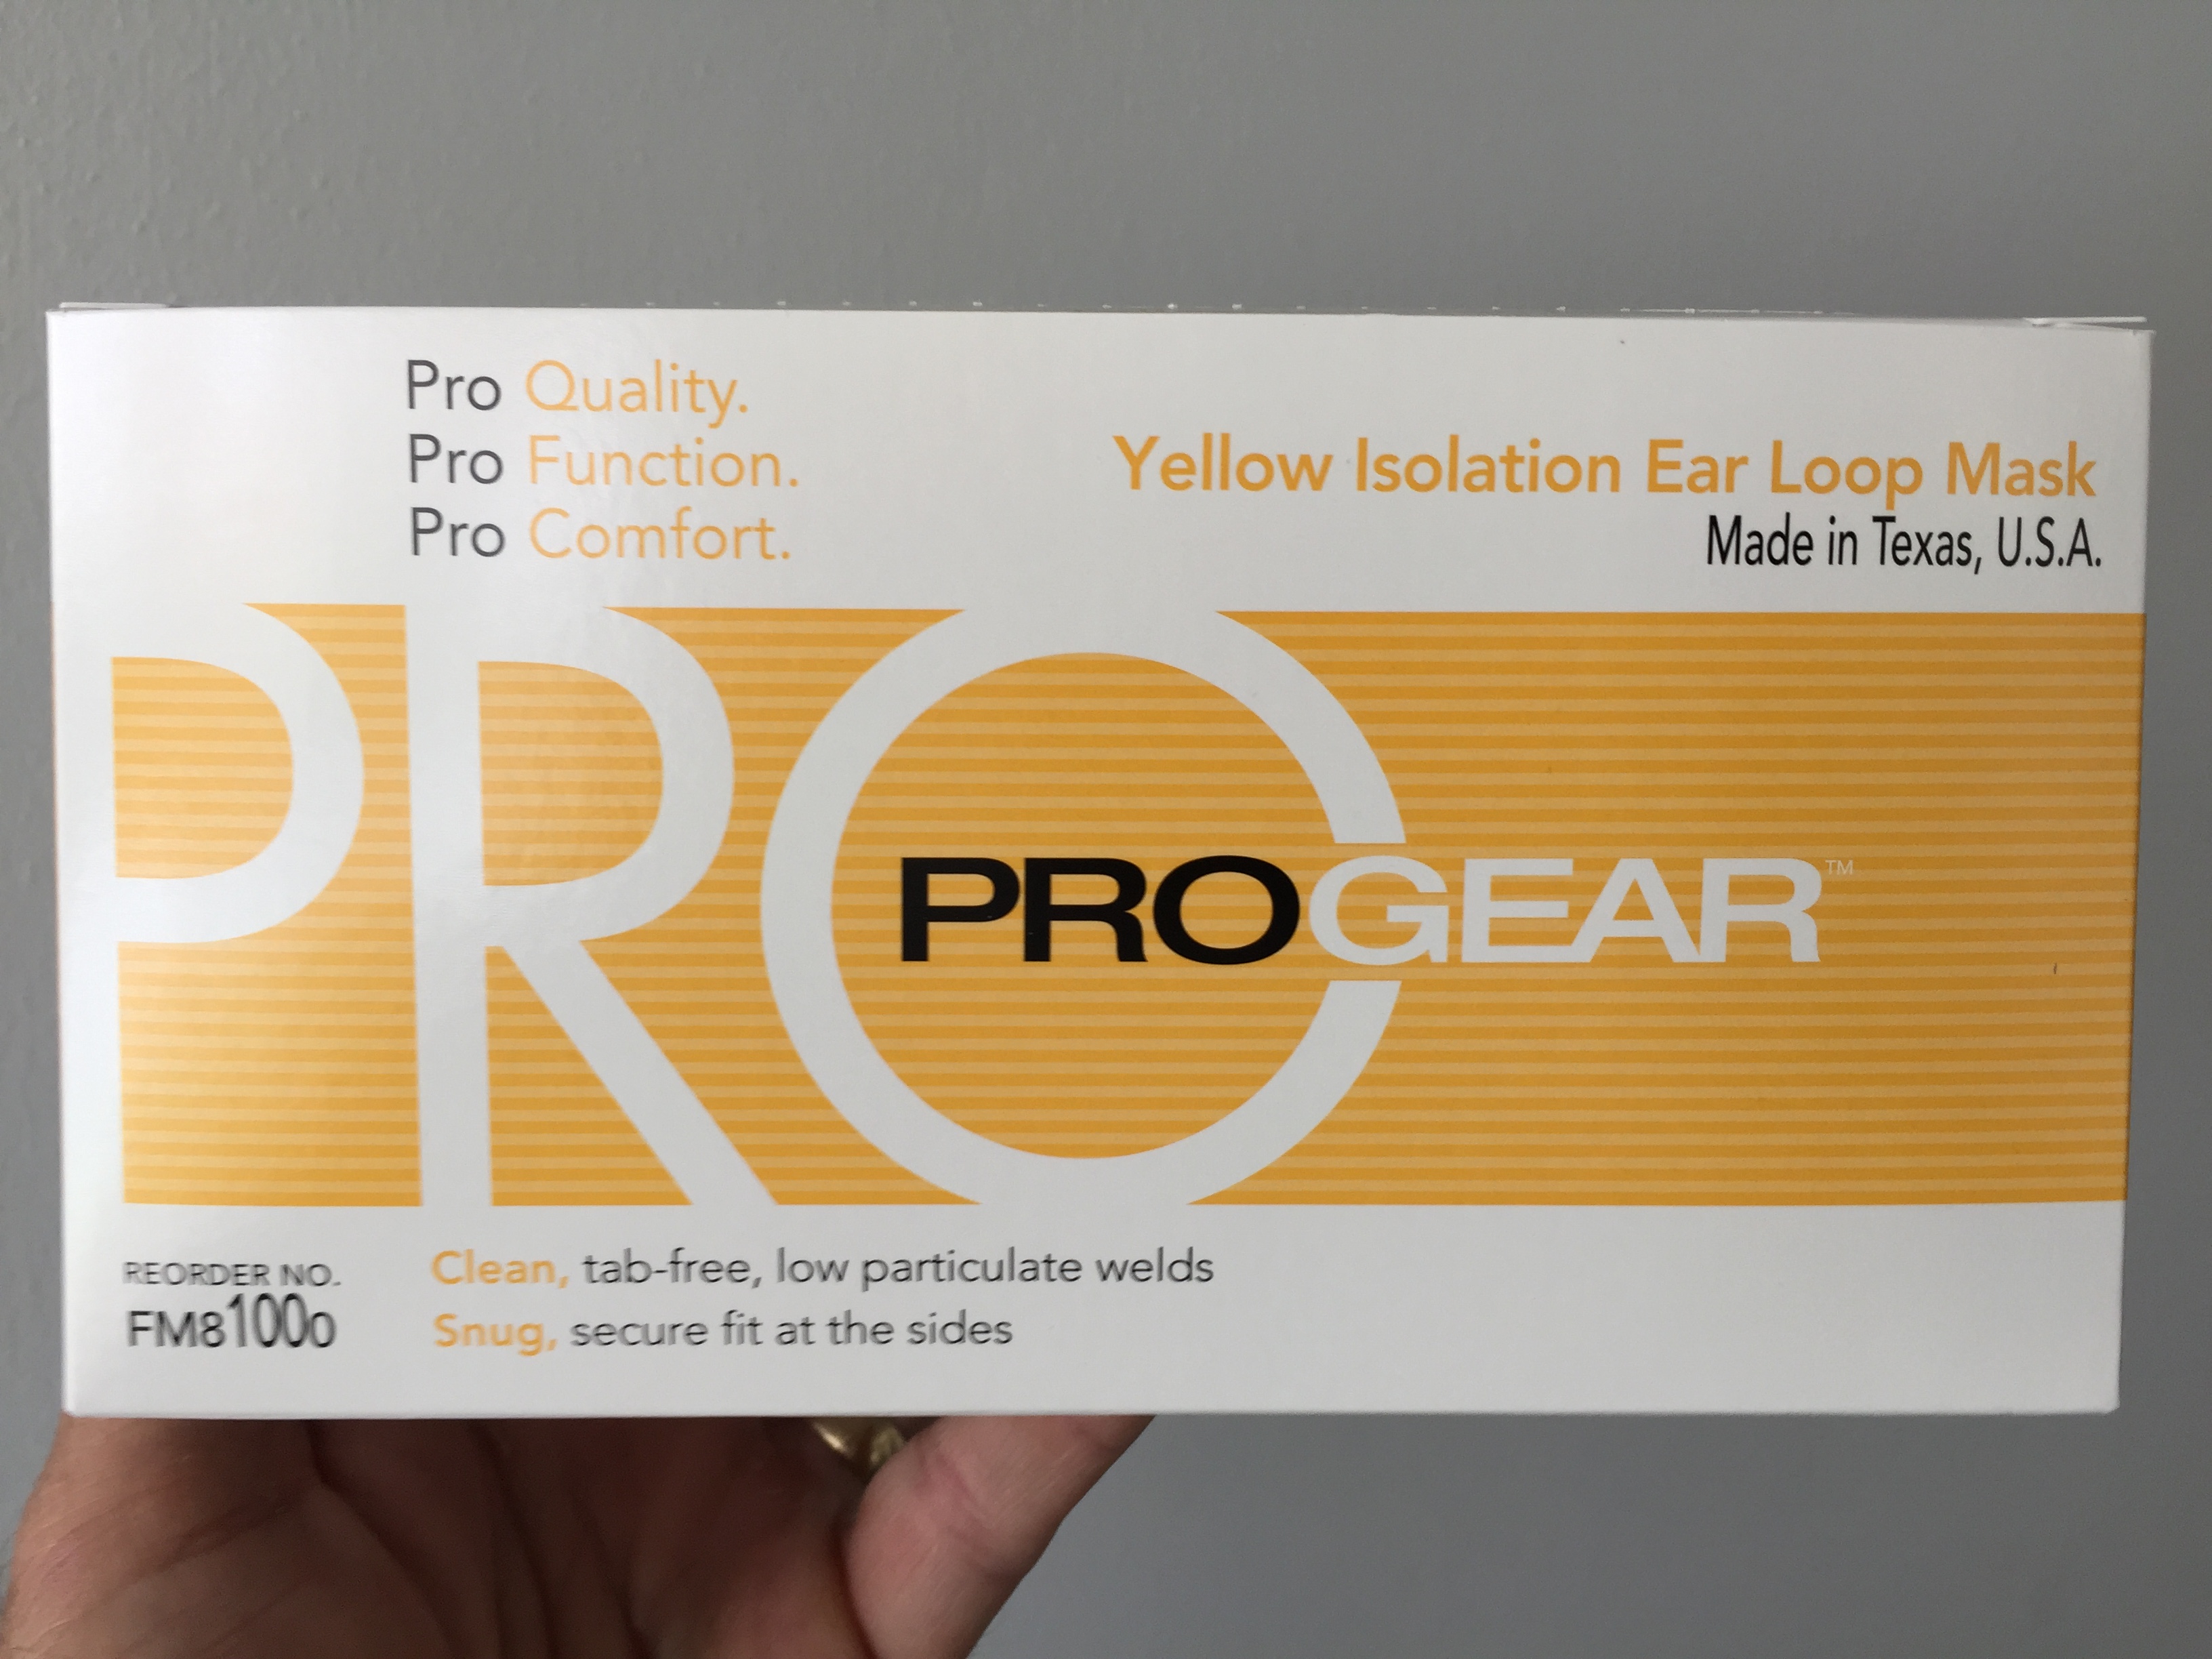 Pro Quality.
Pro Function.
Pro Comfort.
Yellow Isolation Ear Loop Mask
Made in Texas, U.S.A.
PRO
PROGEAR™
REORDER NO.
FM81000
Clean, tab-free, low particulate welds
Snug, secure fit at the sides